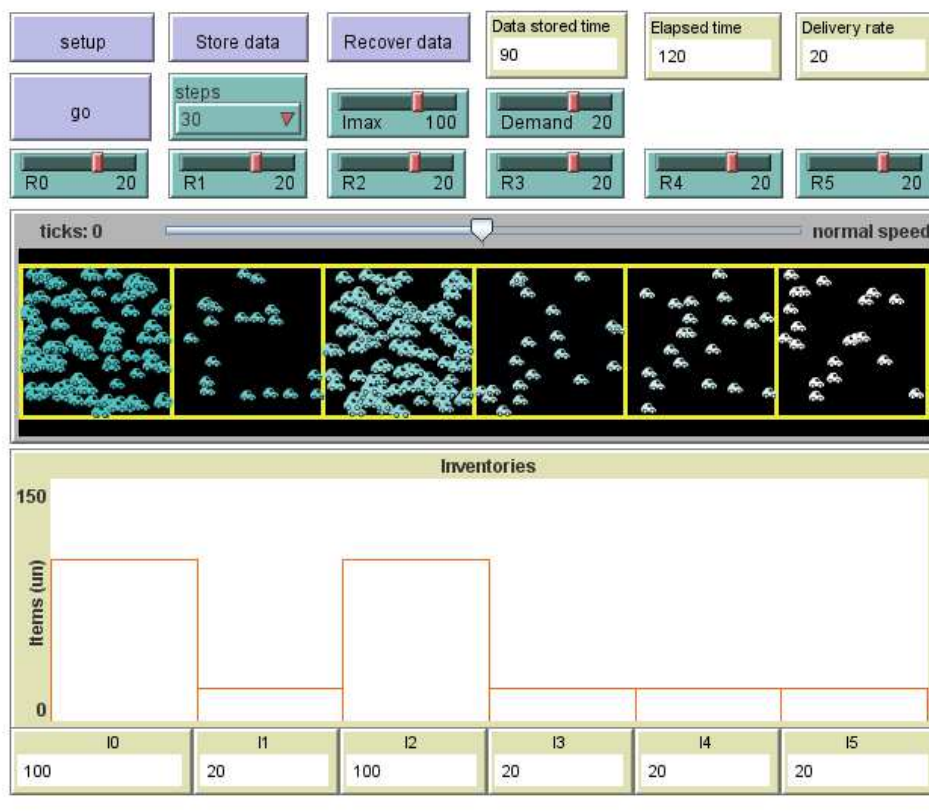 setup
Store data
Recover data
Data stored time
90
Elapsed time
120
Delivery rate
20
go
steps
30
Imax 100
Demand 20
R0 20
R1 20
R2 20
R3 20
R4 20
R5 20
ticks: 0
normal speed
Inventories
150
Items (un)
0
I0
100
I1
20
I2
100
I3
20
I4
20
I5
20